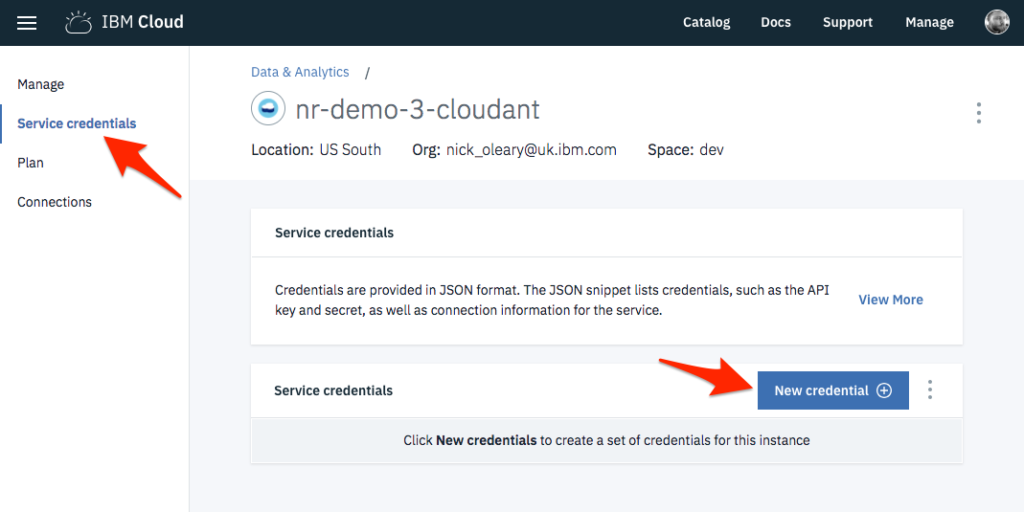 IBM Cloud
Catalog Docs Support Manage
Manage
Service credentials
Plan
Connections
Data & Analytics /
nr-demo-3-cloudant
Location: US South Org: nick_oleary@uk.ibm.com Space: dev
Service credentials
Credentials are provided in JSON format. The JSON snippet lists credentials, such as the API
key and secret, as well as connection information for the service.
View More
Service credentials
New credential
Click New credentials to create a set of credentials for this instance